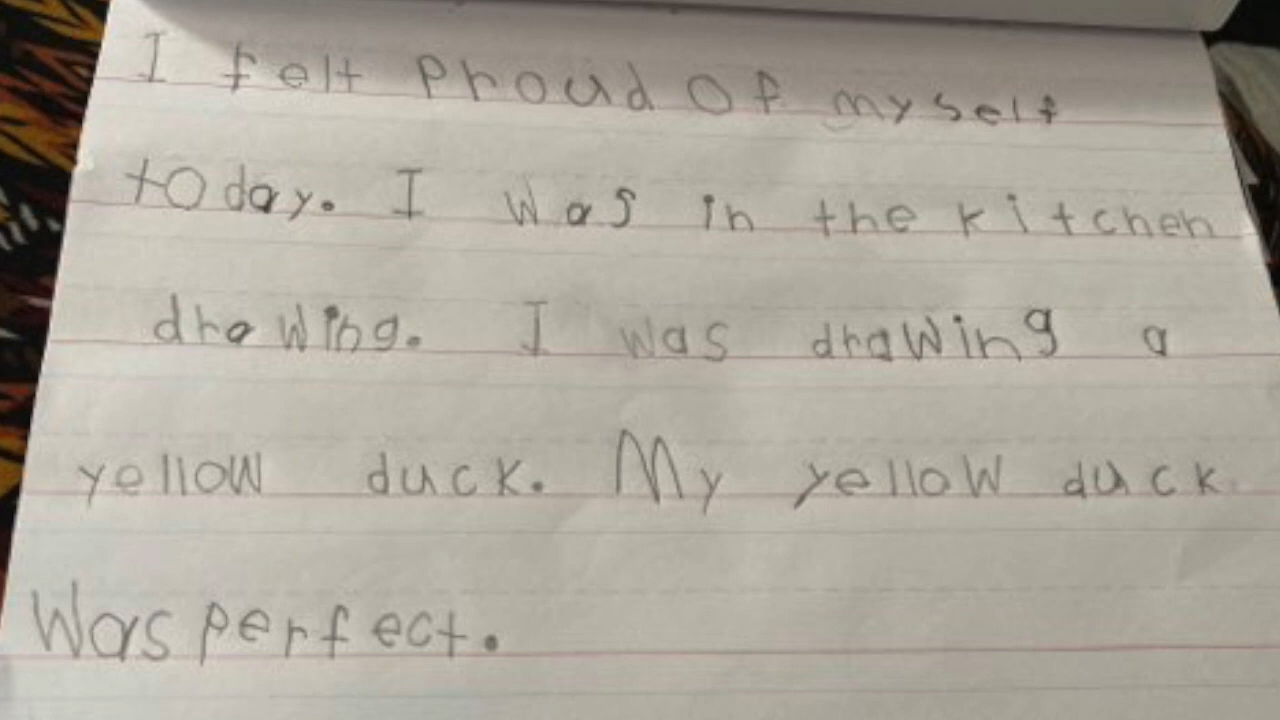 I felt Proud Of myself
today. I was in the kitchen
drawing. I was drawing a
yellow duck. My yellow duck
Was perfect.